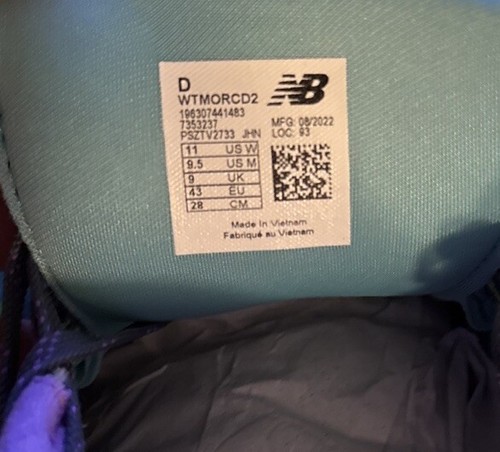 D
WTMORCD2
NB
196307441483
7353237
MFG: 08/2022
PSZTV2733 JHN
LOC: 93
11 US W
9.5 US M
9 UK
43 EU
28 CM
Made In Vietnam
Fabriqué au Vietnam